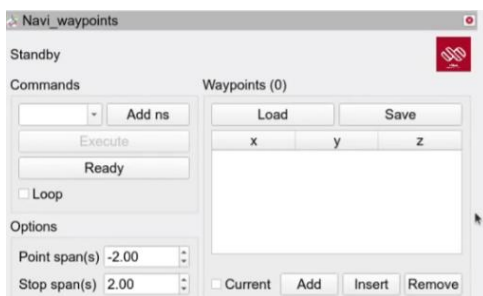 Navi_waypoints
Standby
Commands
Add ns
Execute
Ready
Loop
Options
Point span(s) -2.00
Stop span(s) 2.00
Waypoints (0)
Load Save
x y z
Current Add Insert Remove